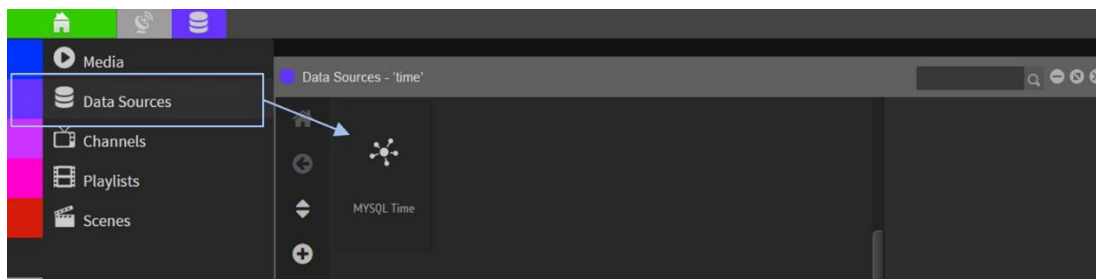 Media
Data Sources
Channels
Playlists
Scenes
Data Sources - 'time'
MYSQL Time